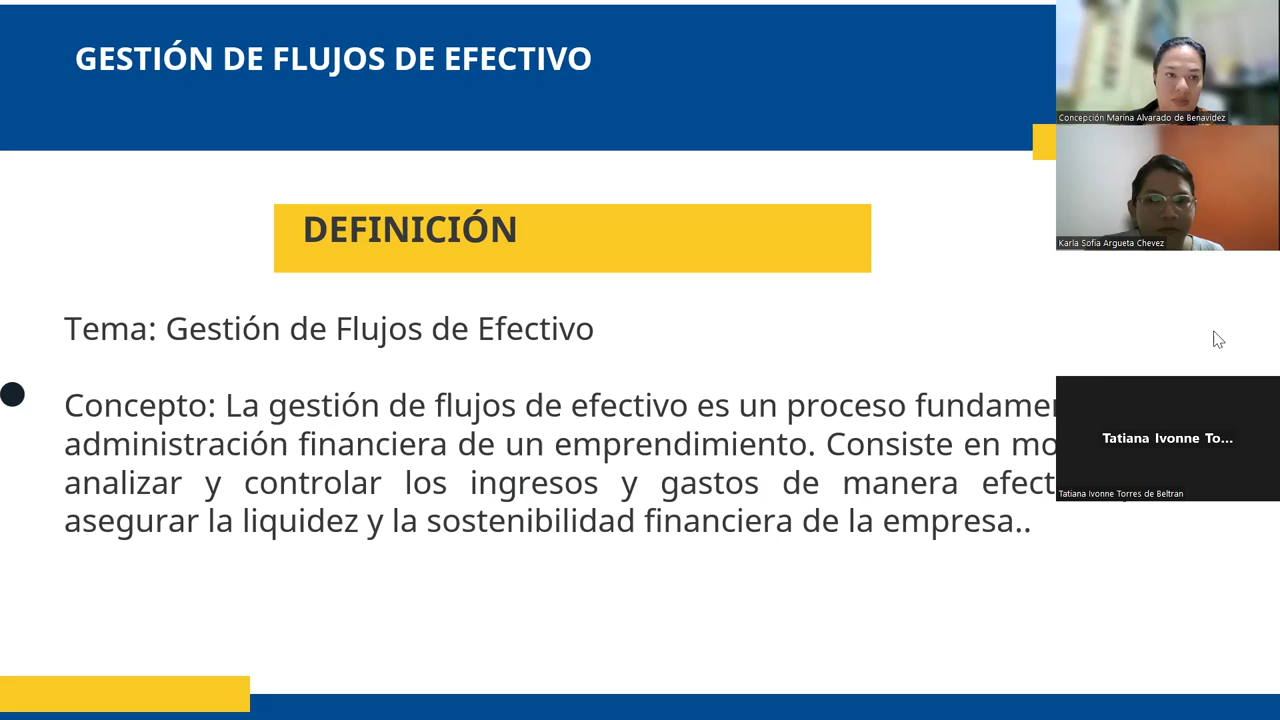 GESTIÓN DE FLUJOS DE EFECTIVO
DEFINICIÓN
Tema: Gestión de Flujos de Efectivo
Concepto: La gestión de flujos de efectivo es un proceso
administración financiera de un emprendimiento. Consiste en
analizar y controlar los ingresos y gastos de manera
asegurar la liquidez y la sostenibilidad financiera de la empresa..
Concepción Marina Alvarado de Benavidez
Karla Sofia Argueta Chevez
Tatiana Ivonne To...
Tatiana Ivonne Torres de Beltran